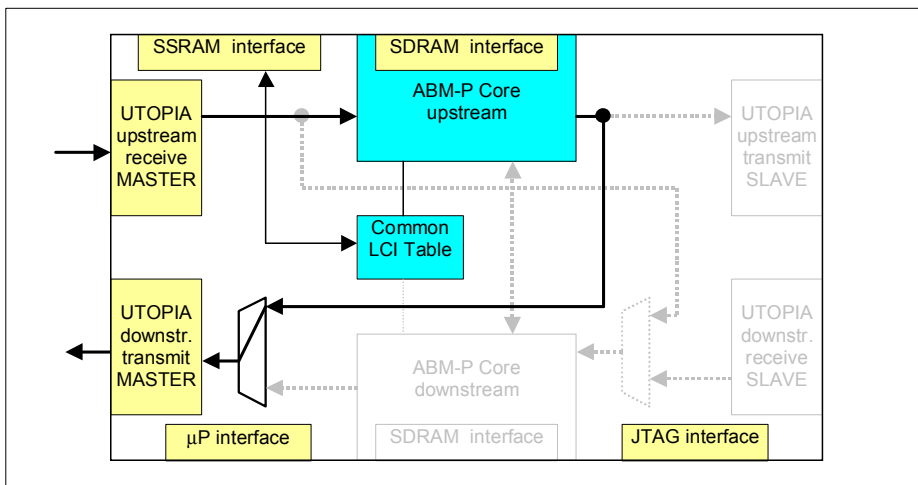 SSRAM interface
SDRAM interface
UTOPIA
upstream
receive
MASTER
ABM-P Core
upstream
UTOPIA
upstream
transmit
SLAVE
Common
LCI Table
UTOPIA
downstr.
transmit
MASTER
ABM-P Core
downstream
UTOPIA
downstr.
receive
SLAVE
µP interface
SDRAM interface
JTAG interface